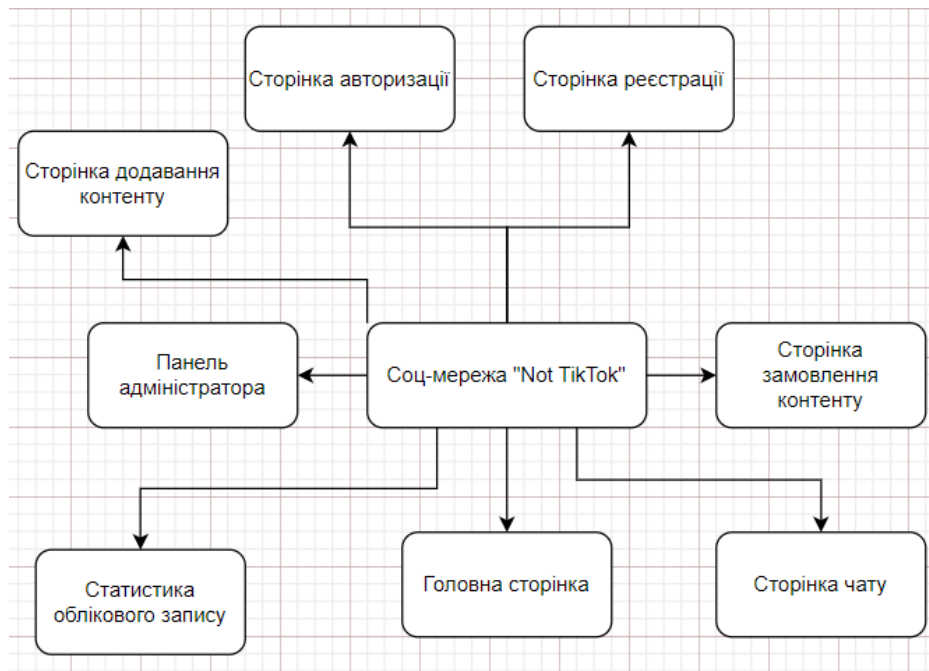 Сторінка авторизації
Сторінка реєстрації
Сторінка додавання
контенту
Панель
адміністратора
Соц-мережа "Not TikTok"
Сторінка
замовлення
контенту
Статистика
облікового запису
Головна сторінка
Сторінка чату